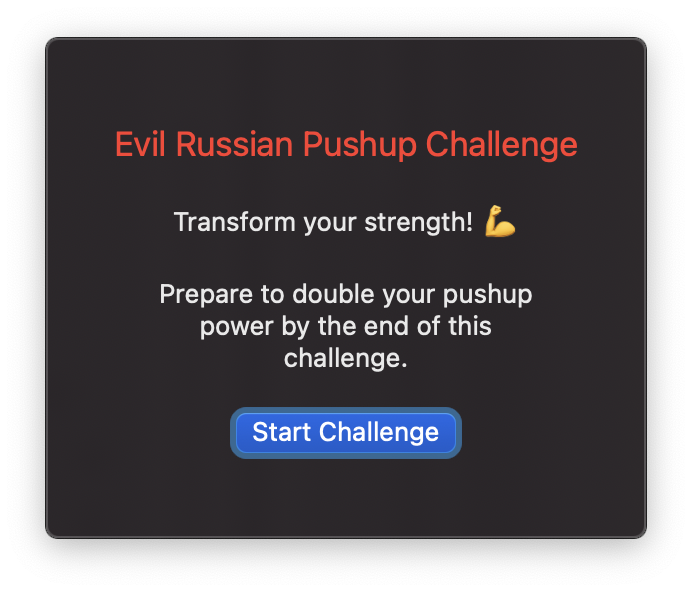 Evil Russian Pushup Challenge
Transform your strength! 💪
Prepare to double your pushup
power by the end of this
challenge.
Start Challenge